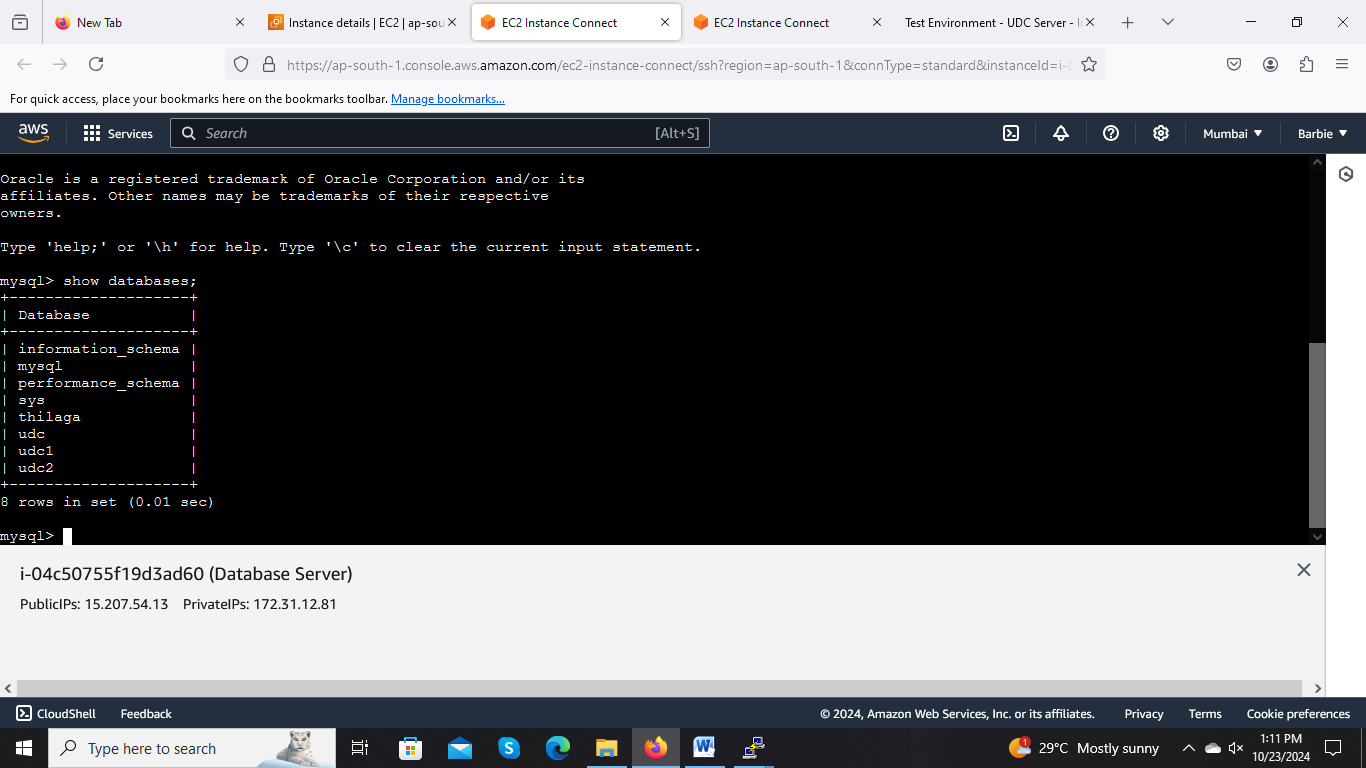 New Tab
Instance details | EC2 | ap-sou
EC2 Instance Connect
EC2 Instance Connect
Test Environment - UDC Server -
https://ap-south-1.console.aws.amazon.com/ec2-instance-connect/ssh?region=ap-south-1&connType=standard&instanceId=i-
For quick access, place your bookmarks here on the bookmarks toolbar. Manage bookmarks...
aws
Services
Search
[Alt+S]
Mumbai
Barbie
Oracle is a registered trademark of Oracle Corporation and/or its
affiliates. Other names may be trademarks of their respective
owners.
Type 'help;' or '\h' for help. Type '\c' to clear the current input statement.
mysql> show databases;
+--------------------+
| Database           |
+--------------------+
| information_schema |
| mysql              |
| performance_schema |
| sys                |
| thilaga            |
| udc                |
| udc1               |
| udc2               |
+--------------------+
8 rows in set (0.01 sec)
mysql>
i-04c50755f19d3ad60 (Database Server)
PublicIPs: 15.207.54.13 PrivateIPs: 172.31.12.81
CloudShell
Feedback
© 2024, Amazon Web Services, Inc. or its affiliates.
Privacy
Terms
Cookie preferences
Type here to search
1
29°C Mostly sunny
1:11 PM
10/23/2024